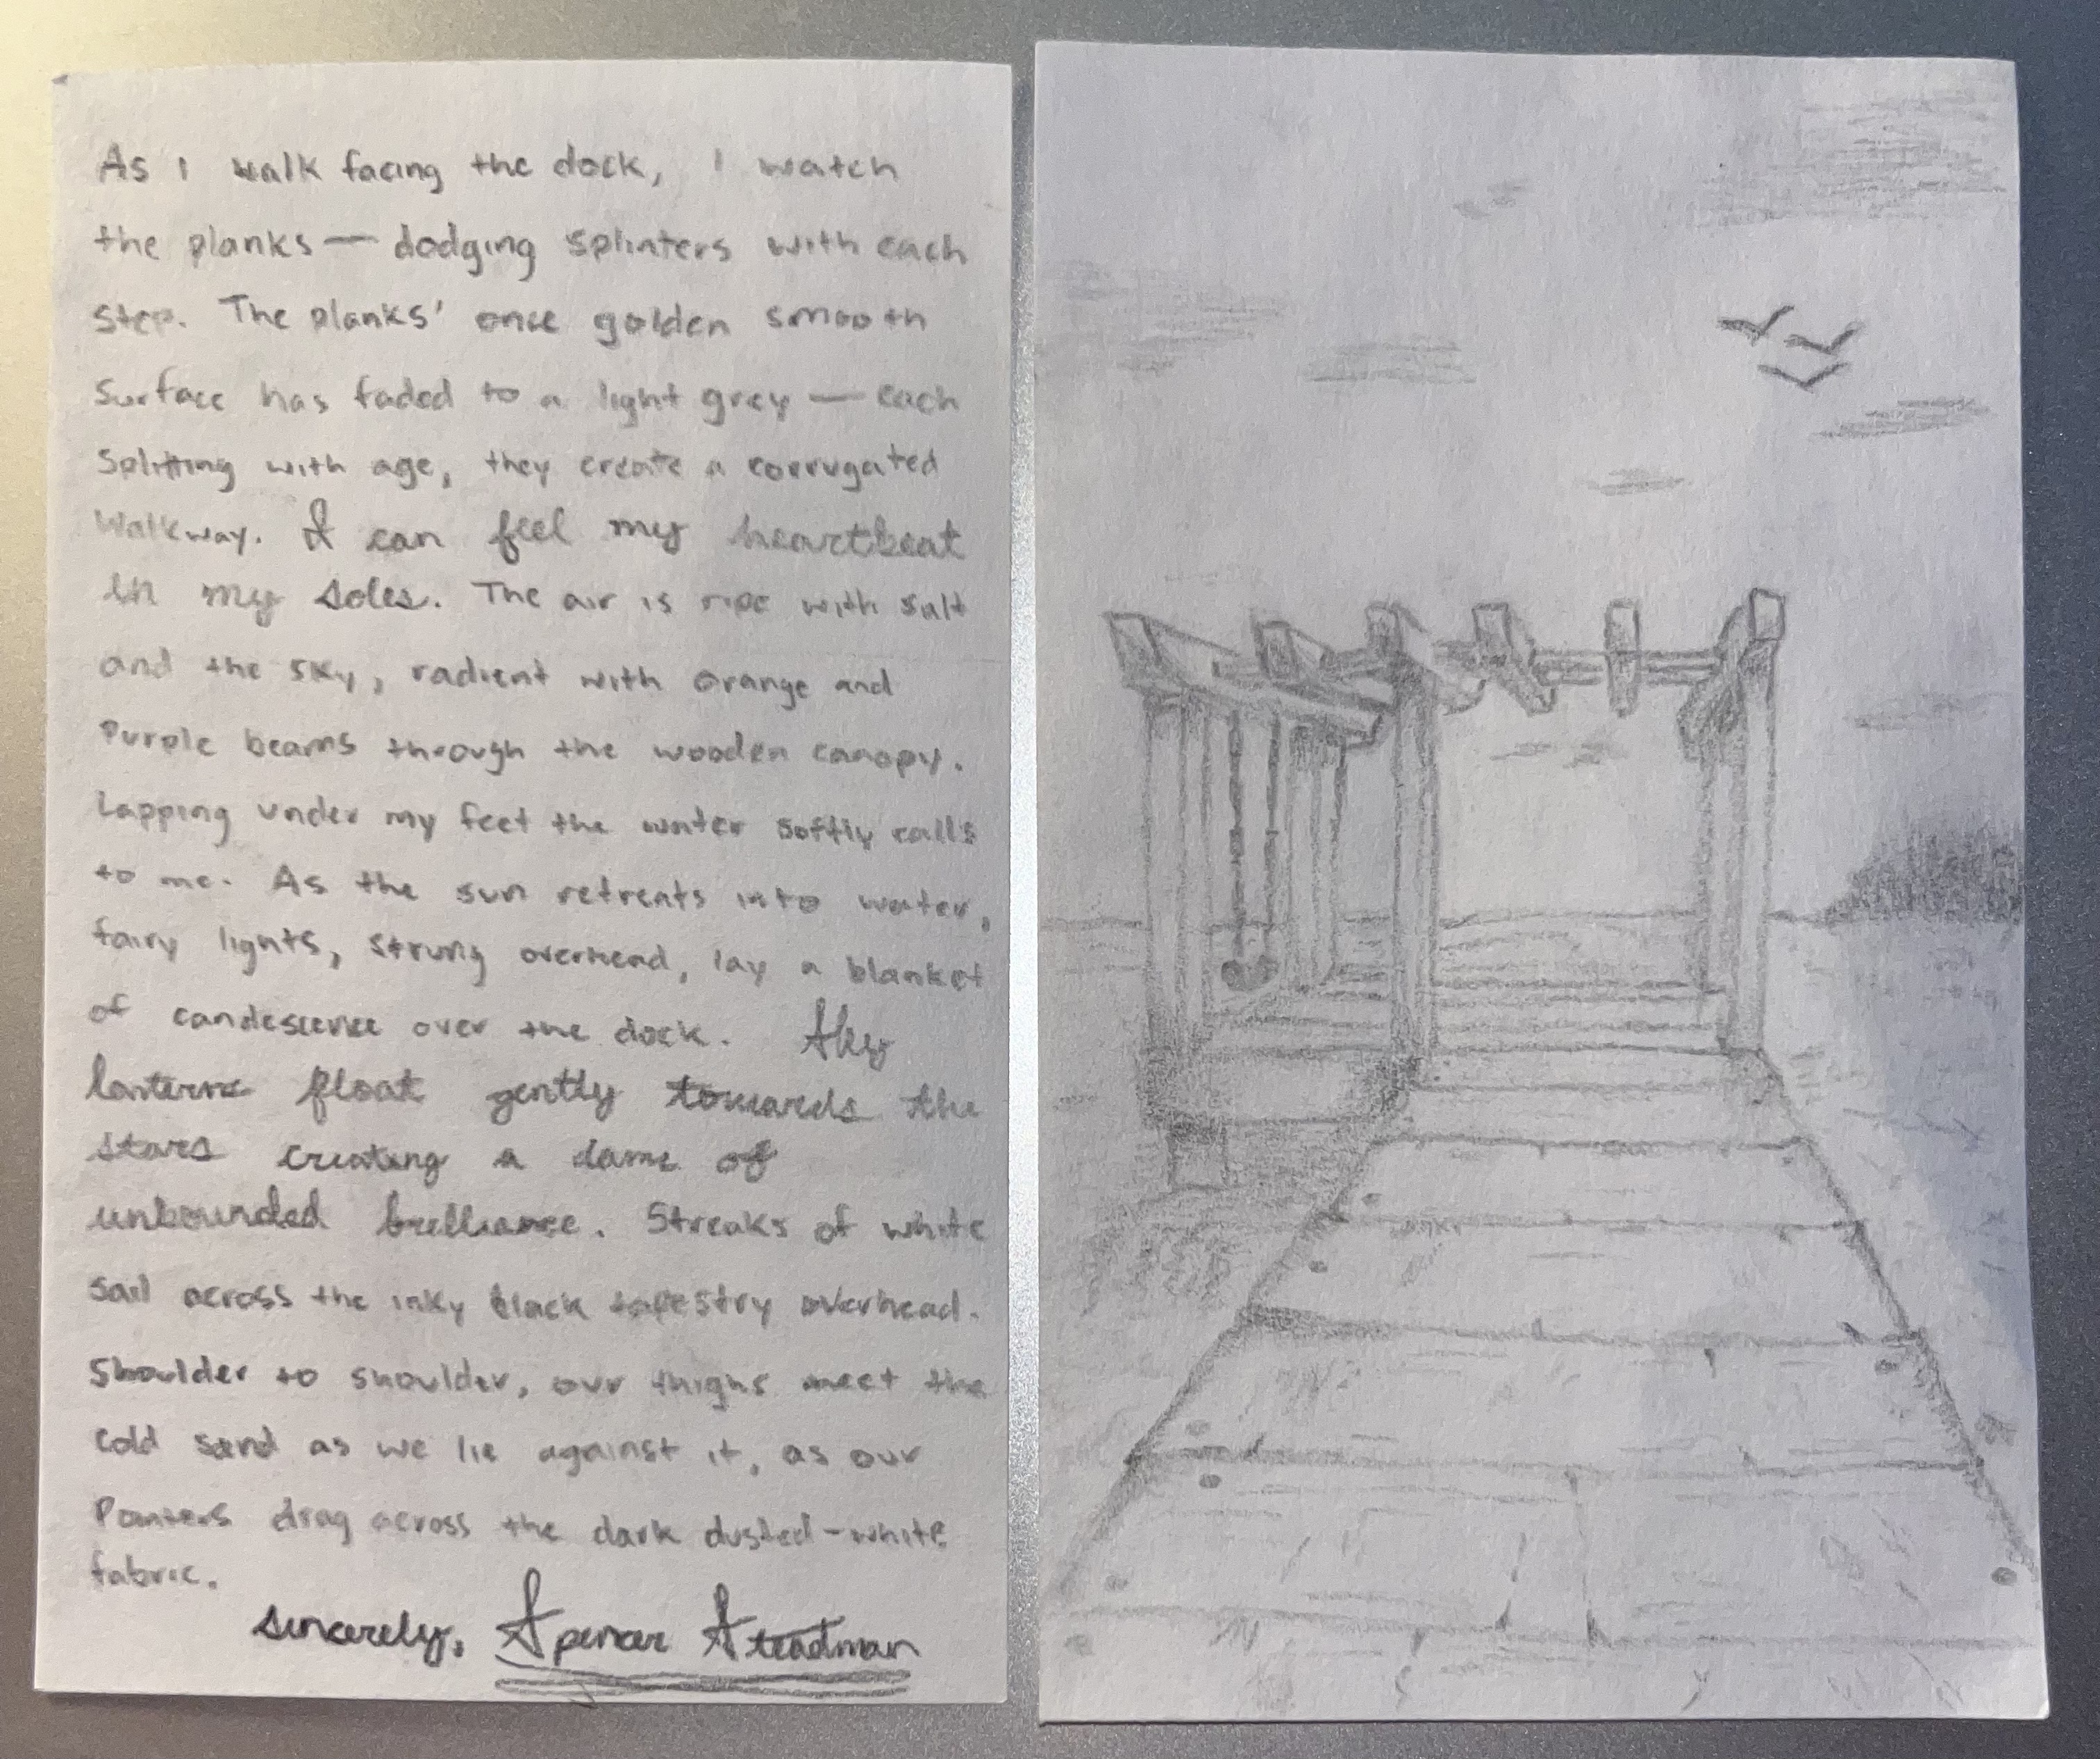 As I walk facing the dock, I watch
the planks — dodging splinters with each
step. The planks' once golden smooth
surface has faded to a light grey — each
splitting with age, they create a corrugated
walkway. I can feel my heartbeat
in my soles. The air is ripe with salt
and the sky, radient with orange and
purple beams through the wooden canopy.
Lapping under my feet the water softly calls
to me. As the sun retreats into water,
fairy lights, strung overhead, lay a blanket
of candescence over the dock. Sky
lanterns float gently towards the
stars creating a dome of
unbounded brilliance. Streaks of white
sail across the inky black tapestry overhead.
Shoulder to shoulder, our thighs meet the
cold sand as we lie against it, as our
Pointers drag across the dark dusted-white
fabric.
Sincerely, Spencer Steadman